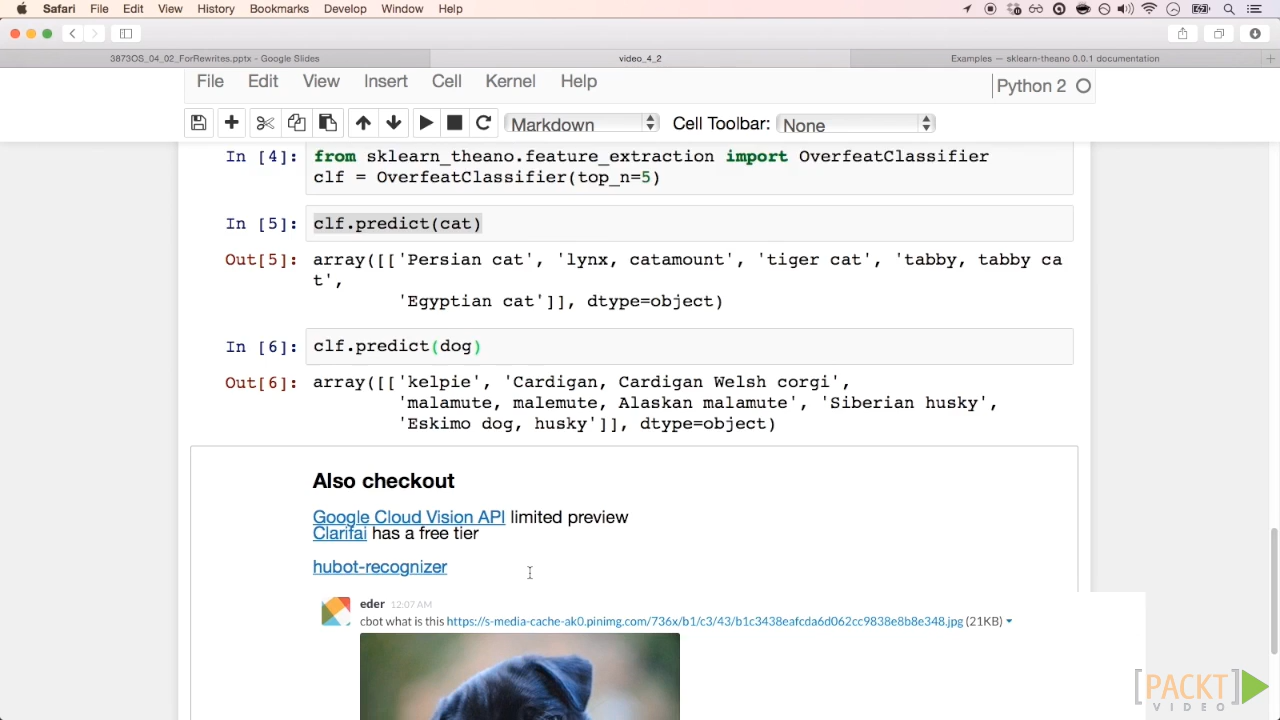 Safari File Edit View History Bookmarks Develop Window Help
3873OS_04_02_ForRewrites.pptx - Google Slides
video_4_2
Examples — sklearn-theano 0.0.1 documentation
File Edit View Insert Cell Kernel Help
Python 2
Markdown
Cell Toolbar:
None
In [4]: from sklearn_theano.feature_extraction import OverfeatClassifier
clf = OverfeatClassifier(top_n=5)
In [5]: clf.predict(cat)
Out[5]: array([['Persian cat', 'lynx, catamount', 'tiger cat', 'tabby, tabby ca
t',
'Egyptian cat']], dtype=object)
In [6]: clf.predict(dog)
Out[6]: array([['kelpie', 'Cardigan, Cardigan Welsh corgi',
'malamute, malemute, Alaskan malamute', 'Siberian husky',
'Eskimo dog, husky']], dtype=object)
Also checkout
Google Cloud Vision API limited preview
Clarifai has a free tier
hubot-recognizer
eder 12:07 AM
cbot what is this https://s-media-cache-ak0.pinimg.com/736x/b1/c3/43/b1c3438eafcda6d062cc9838e8b8e348.jpg (21KB)
[PACKT]
VIDEO